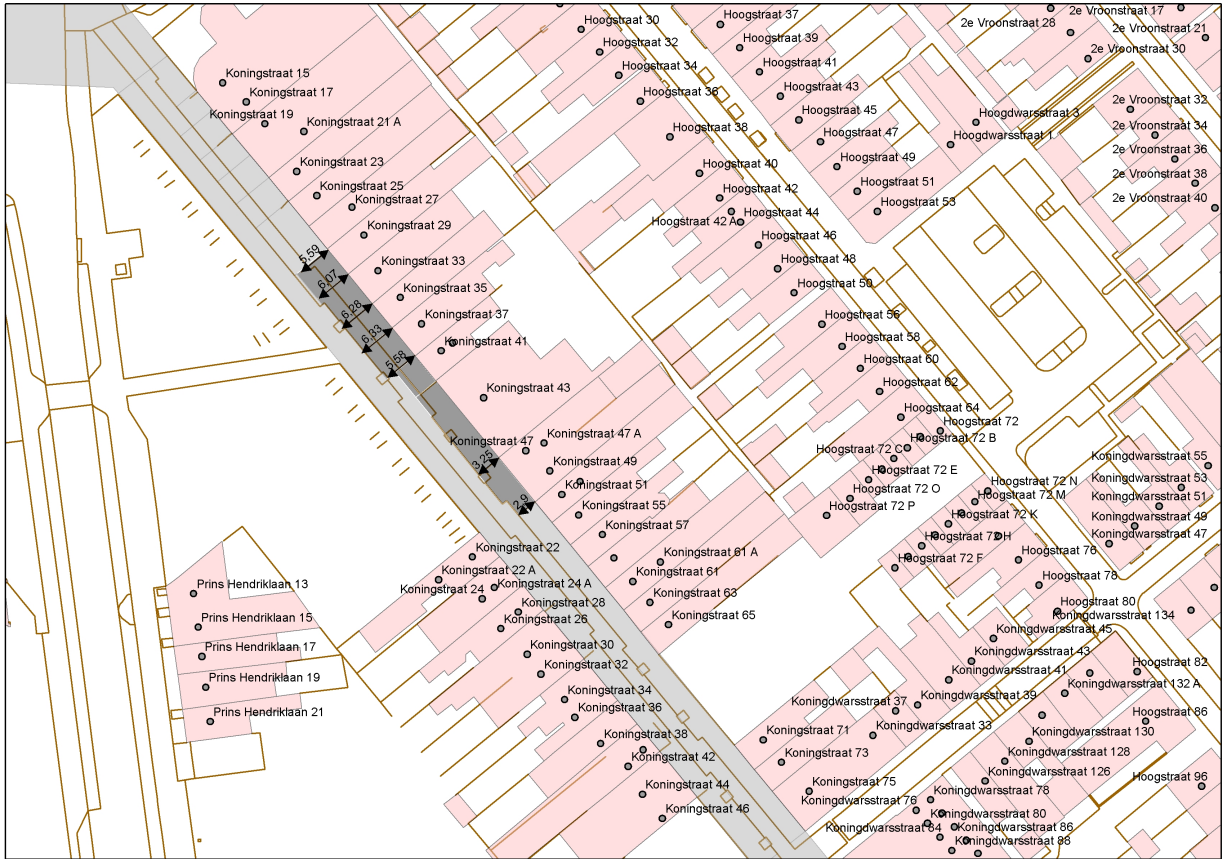 Hoogstraat 30
Hoogstraat 32
Hoogstraat 34
Hoogstraat 36
Hoogstraat 38
Hoogstraat 40
Hoogstraat 42
Hoogstraat 44
Hoogstraat 42 A
Hoogstraat 46
Hoogstraat 48
Hoogstraat 50
Hoogstraat 56
Hoogstraat 58
Hoogstraat 60
Hoogstraat 62
Hoogstraat 64
Hoogstraat 72
Hoogstraat 72 B
Hoogstraat 72 C
Hoogstraat 72 E
Hoogstraat 72 O
Hoogstraat 72 P
Hoogstraat 72 N
Hoogstraat 72 M
Hoogstraat 72 K
Hoogstraat 72 H
Hoogstraat 72 F
Hoogstraat 76
Hoogstraat 78
Hoogstraat 80
Hoogstraat 82
Hoogstraat 86
Hoogstraat 96
Hoogstraat 37
Hoogstraat 39
Hoogstraat 41
Hoogstraat 43
Hoogstraat 45
Hoogstraat 47
Hoogstraat 49
Hoogstraat 51
Hoogstraat 53
Hoogdwarsstraat 3
Hoogdwarsstraat 1
2e Vroonstraat 17
2e Vroonstraat 28
2e Vroonstraat 21
2e Vroonstraat 30
2e Vroonstraat 32
2e Vroonstraat 34
2e Vroonstraat 36
2e Vroonstraat 38
2e Vroonstraat 40
Koningstraat 15
Koningstraat 17
Koningstraat 19
Koningstraat 21 A
Koningstraat 23
Koningstraat 25
Koningstraat 27
Koningstraat 29
Koningstraat 33
Koningstraat 35
Koningstraat 37
Koningstraat 41
Koningstraat 43
Koningstraat 47
Koningstraat 47 A
Koningstraat 49
Koningstraat 51
Koningstraat 55
Koningstraat 57
Koningstraat 61 A
Koningstraat 61
Koningstraat 63
Koningstraat 65
Koningstraat 71
Koningstraat 73
Koningstraat 75
5,59
6,07
6,28
6,33
5,58
3,25
2,9
Koningstraat 22
Koningstraat 22 A
Koningstraat 24
Koningstraat 24 A
Koningstraat 28
Koningstraat 26
Koningstraat 30
Koningstraat 32
Koningstraat 34
Koningstraat 36
Koningstraat 38
Koningstraat 42
Koningstraat 44
Koningstraat 46
Prins Hendriklaan 13
Prins Hendriklaan 15
Prins Hendriklaan 17
Prins Hendriklaan 19
Prins Hendriklaan 21
Koningdwarsstraat 55
Koningdwarsstraat 53
Koningdwarsstraat 51
Koningdwarsstraat 49
Koningdwarsstraat 47
Koningdwarsstraat 134
Koningdwarsstraat 45
Koningdwarsstraat 43
Koningdwarsstraat 41
Koningdwarsstraat 39
Koningdwarsstraat 37
Koningdwarsstraat 33
Koningdwarsstraat 132 A
Koningdwarsstraat 130
Koningdwarsstraat 128
Koningdwarsstraat 126
Koningdwarsstraat 78
Koningdwarsstraat 76
Koningdwarsstraat 80
Koningdwarsstraat 84
Koningdwarsstraat 86
Koningdwarsstraat 88